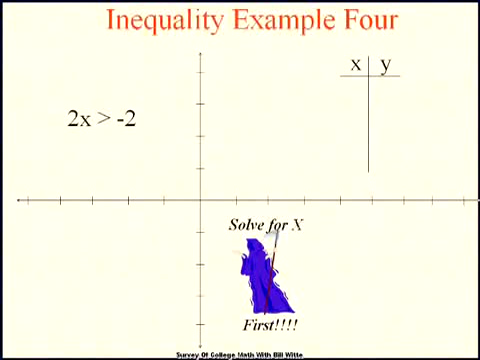 Inequality Example Four
x y
2x > -2
Solve for X
First!!!!
Survey Of College Math With Bill Witte